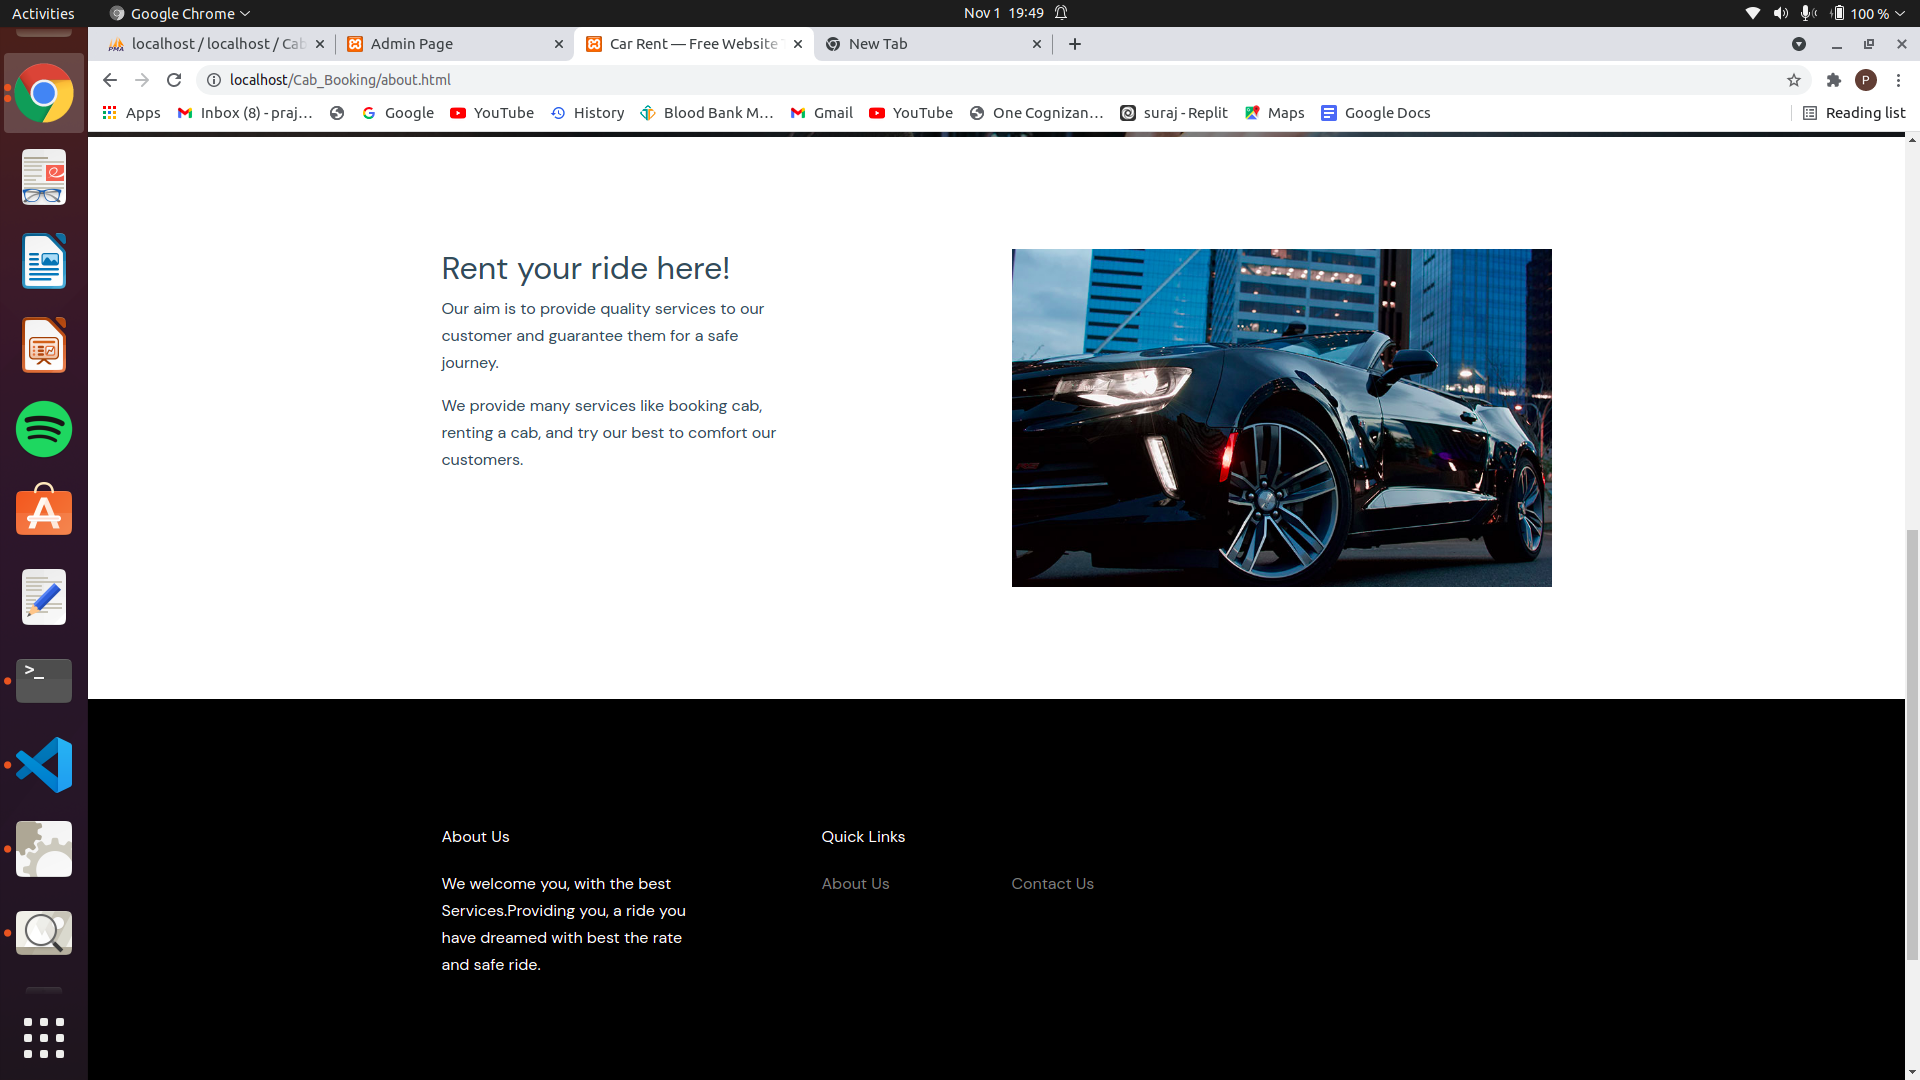 Activities
Google Chrome
Nov 1 19:49
100 %
localhost / localhost / Cab
Admin Page
Car Rent — Free Website
New Tab
localhost/Cab_Booking/about.html
Apps
Inbox (8) - praj…
Google
YouTube
History
Blood Bank M…
Gmail
YouTube
One Cognizan…
suraj - Replit
Maps
Google Docs
Reading list
P
Rent your ride here!
Our aim is to provide quality services to our
customer and guarantee them for a safe
journey.
We provide many services like booking cab,
renting a cab, and try our best to comfort our
customers.
About Us
We welcome you, with the best
Services.Providing you, a ride you
have dreamed with best the rate
and safe ride.
Quick Links
About Us
Contact Us